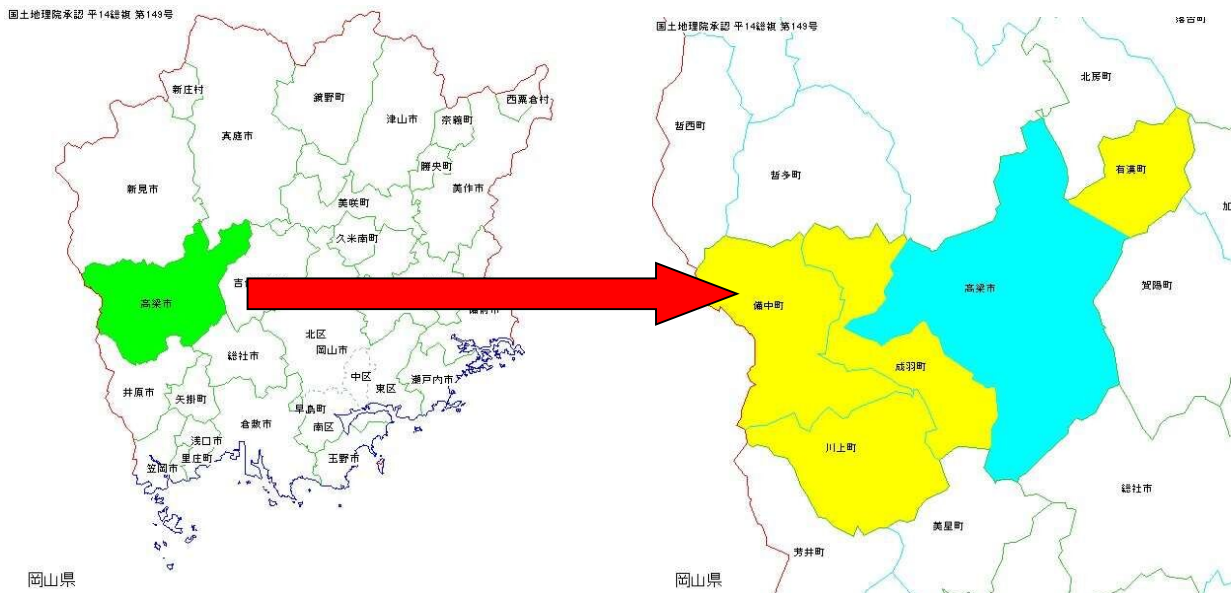 国土地理院承認 平14総複 第149号
新庄村
鏡野町
西粟倉村
津山市
奈義町
真庭市
勝央町
新見市
美作市
美咲町
久米南町
高梁市
北区
岡山市
総社市
中区
瀬戸内市
東区
井原市
矢掛町
早島町
倉敷市
南区
浅口市
里庄町
玉野市
笠岡市
岡山県
国土地理院承認 平14総複 第149号
北房町
哲西町
哲多町
有漢町
備中町
高梁市
賀陽町
成羽町
川上町
総社市
美星町
芳井町
岡山県